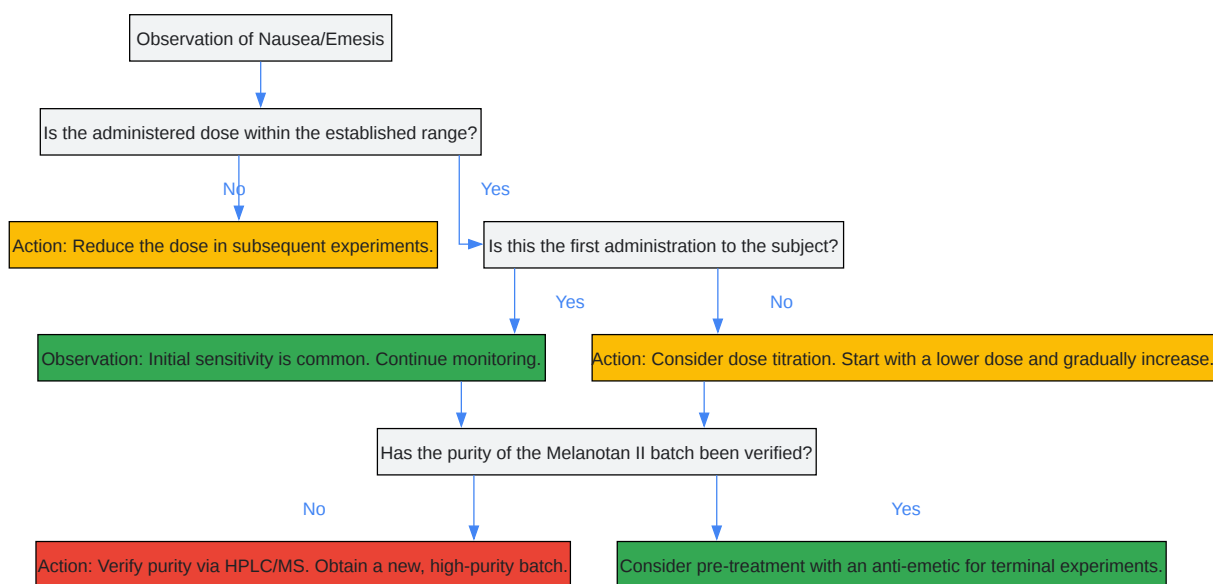 Observation of Nausea/Emesis
Is the administered dose within the established range?
No
Yes
Action: Reduce the dose in subsequent experiments.
Is this the first administration to the subject?
Yes
No
Observation: Initial sensitivity is common. Continue monitoring.
Action: Consider dose titration. Start with a lower dose and gradually increase.
Has the purity of the Melanotan II batch been verified?
No
Yes
Action: Verify purity via HPLC/MS. Obtain a new, high-purity batch.
Consider pre-treatment with an anti-emetic for terminal experiments.